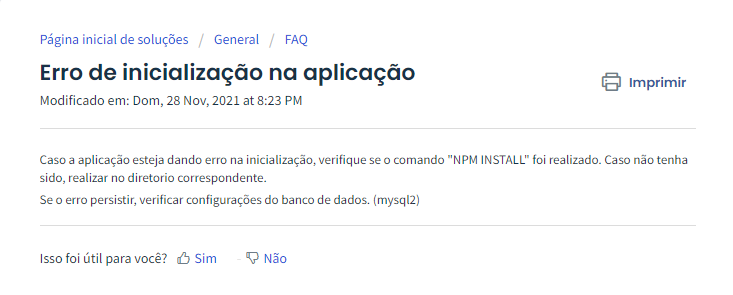 Página inicial de soluções / General / FAQ
Erro de inicialização na aplicação
Imprimir
Modificado em: Dom, 28 Nov, 2021 at 8:23 PM
Caso a aplicação esteja dando erro na inicialização, verifique se o comando "NPM INSTALL" foi realizado. Caso não tenha
sido, realizar no diretorio correspondente.
Se o erro persistir, verificar configurações do banco de dados. (mysql2)
Isso foi útil para você? Sim - Não